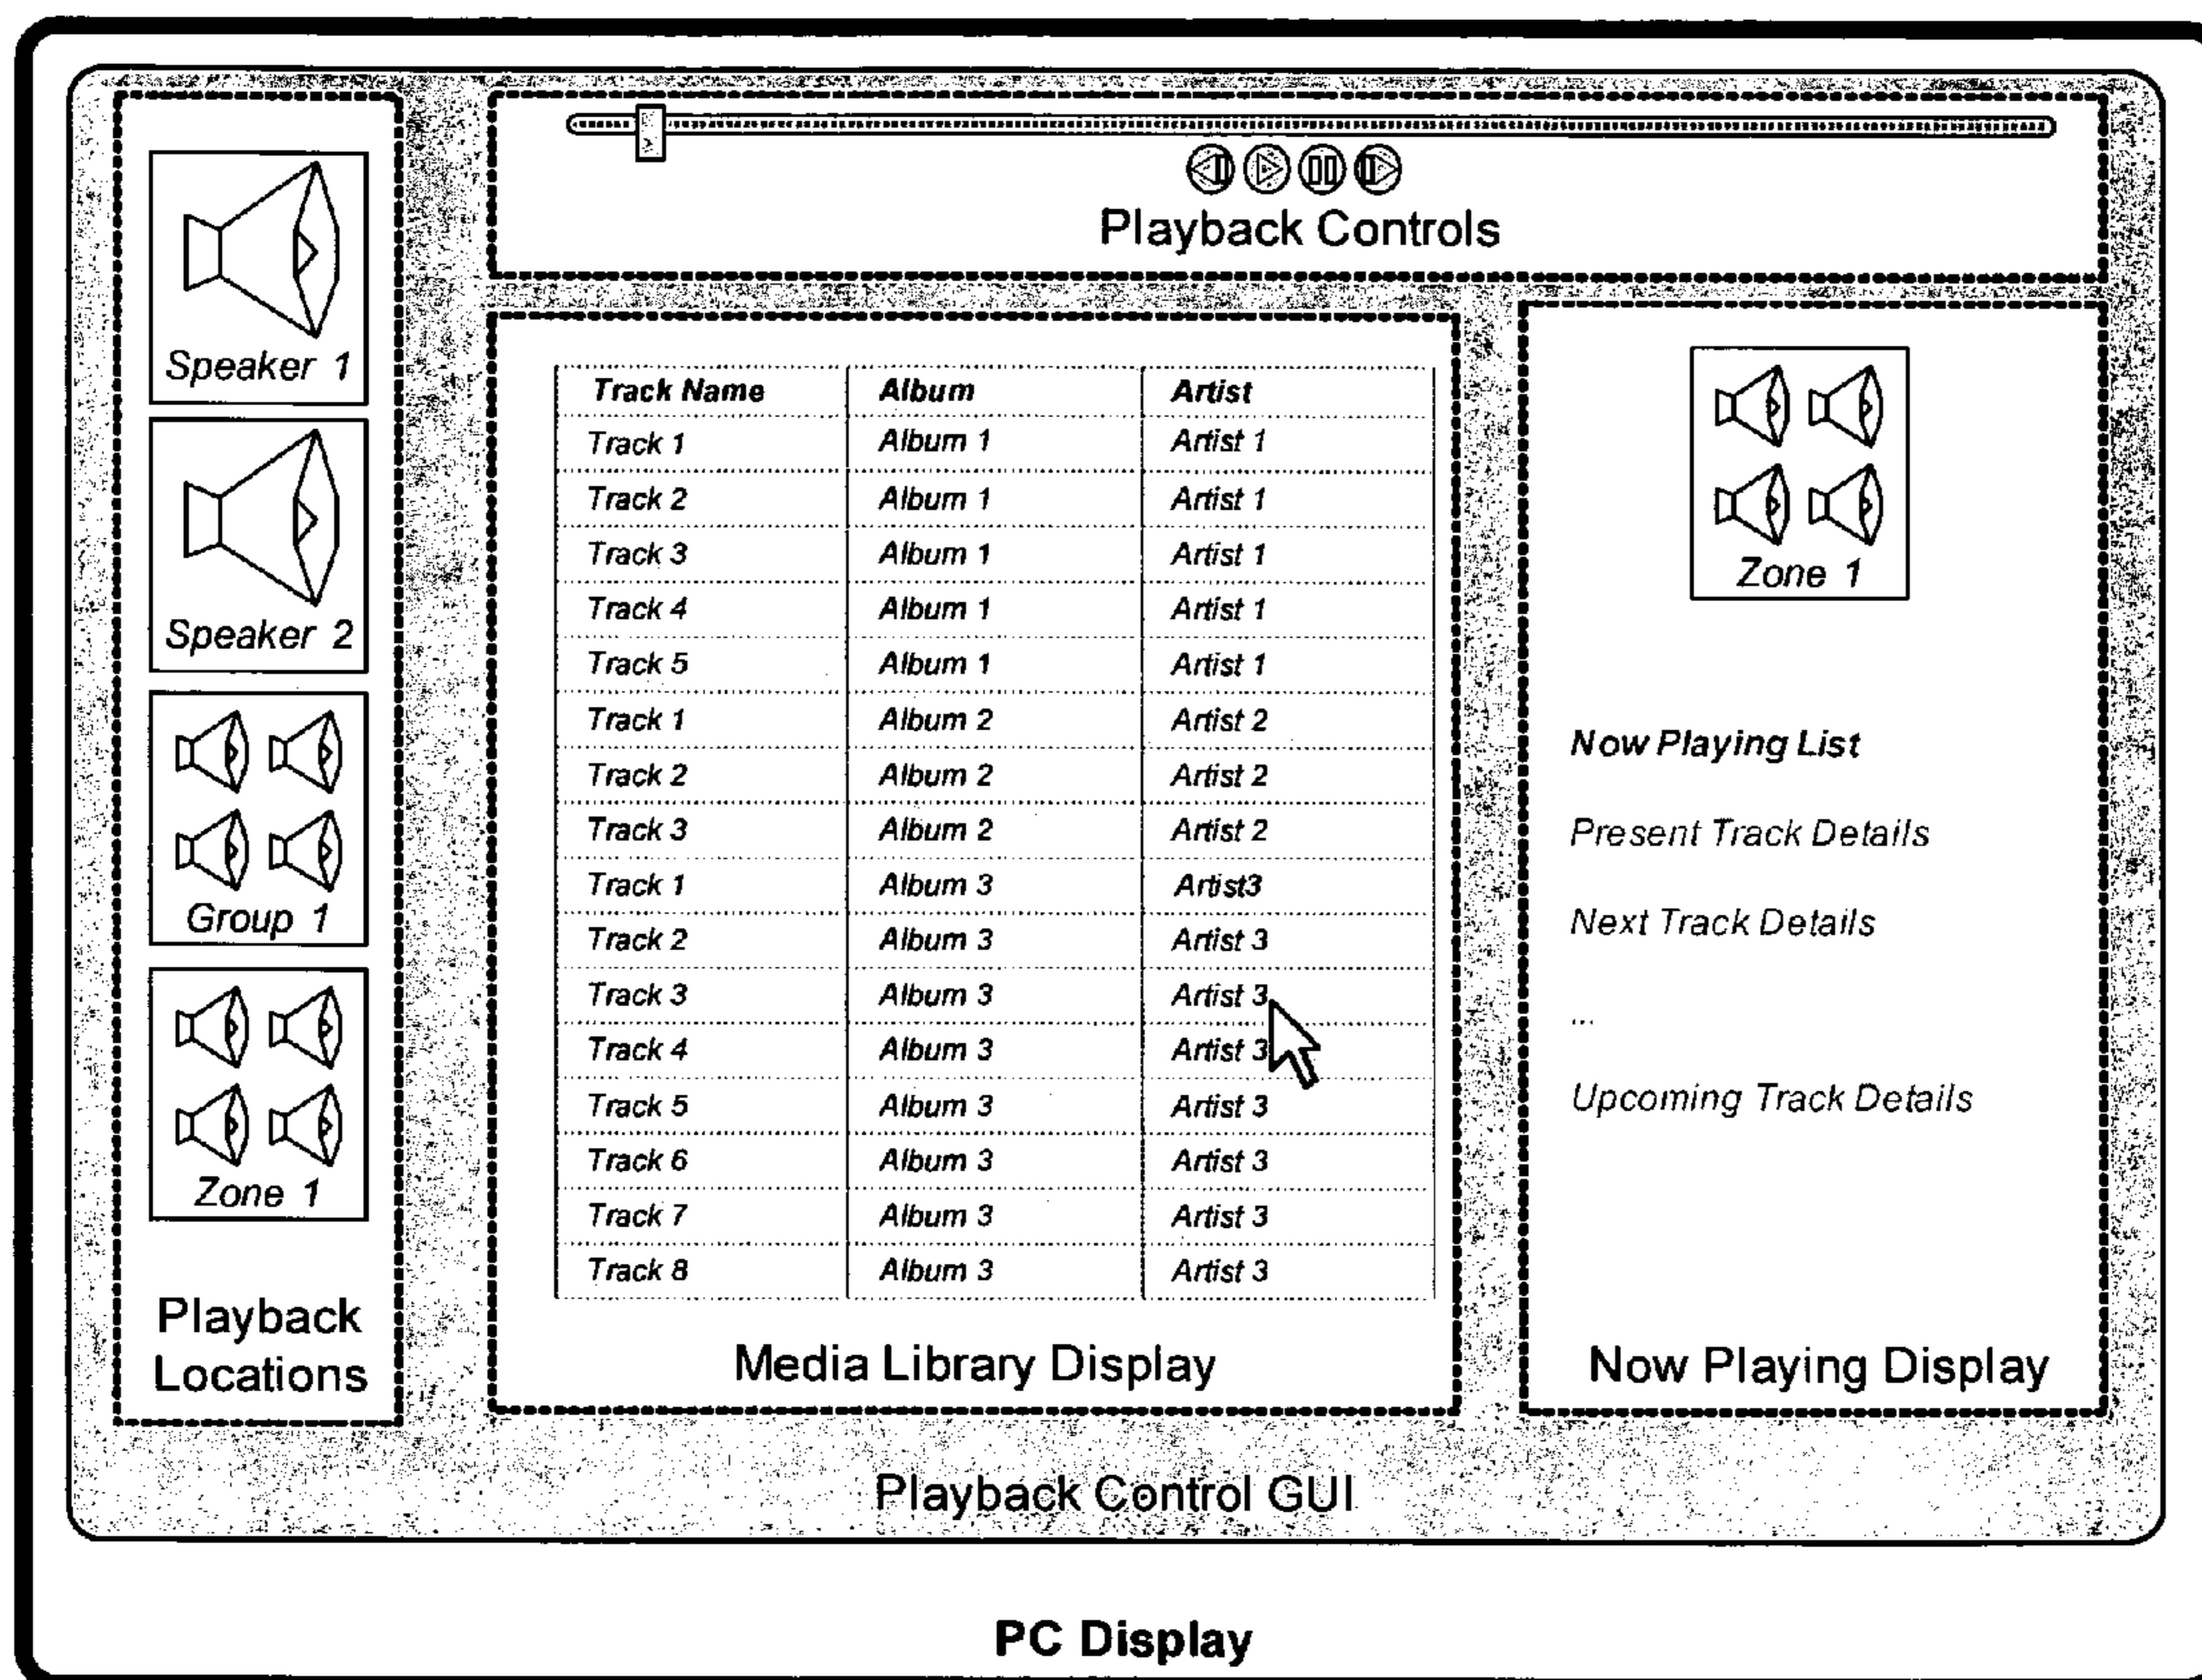 Speaker 1
Speaker 2
Group 1
Zone 1
Playback
Locations
Playback Controls
Track Name Album Artist
Track 1 Album 1 Artist 1
Track 2 Album 1 Artist 1
Track 3 Album 1 Artist 1
Track 4 Album 1 Artist 1
Track 5 Album 1 Artist 1
Track 1 Album 2 Artist 2
Track 2 Album 2 Artist 2
Track 3 Album 2 Artist 2
Track 1 Album 3 Artist3
Track 2 Album 3 Artist 3
Track 3 Album 3 Artist 3
Track 4 Album 3 Artist 3
Track 5 Album 3 Artist 3
Track 6 Album 3 Artist 3
Track 7 Album 3 Artist 3
Track 8 Album 3 Artist 3
Media Library Display
Zone 1
Now Playing List
Present Track Details
Next Track Details
...
Upcoming Track Details
Now Playing Display
Playback Control GUI
PC Display